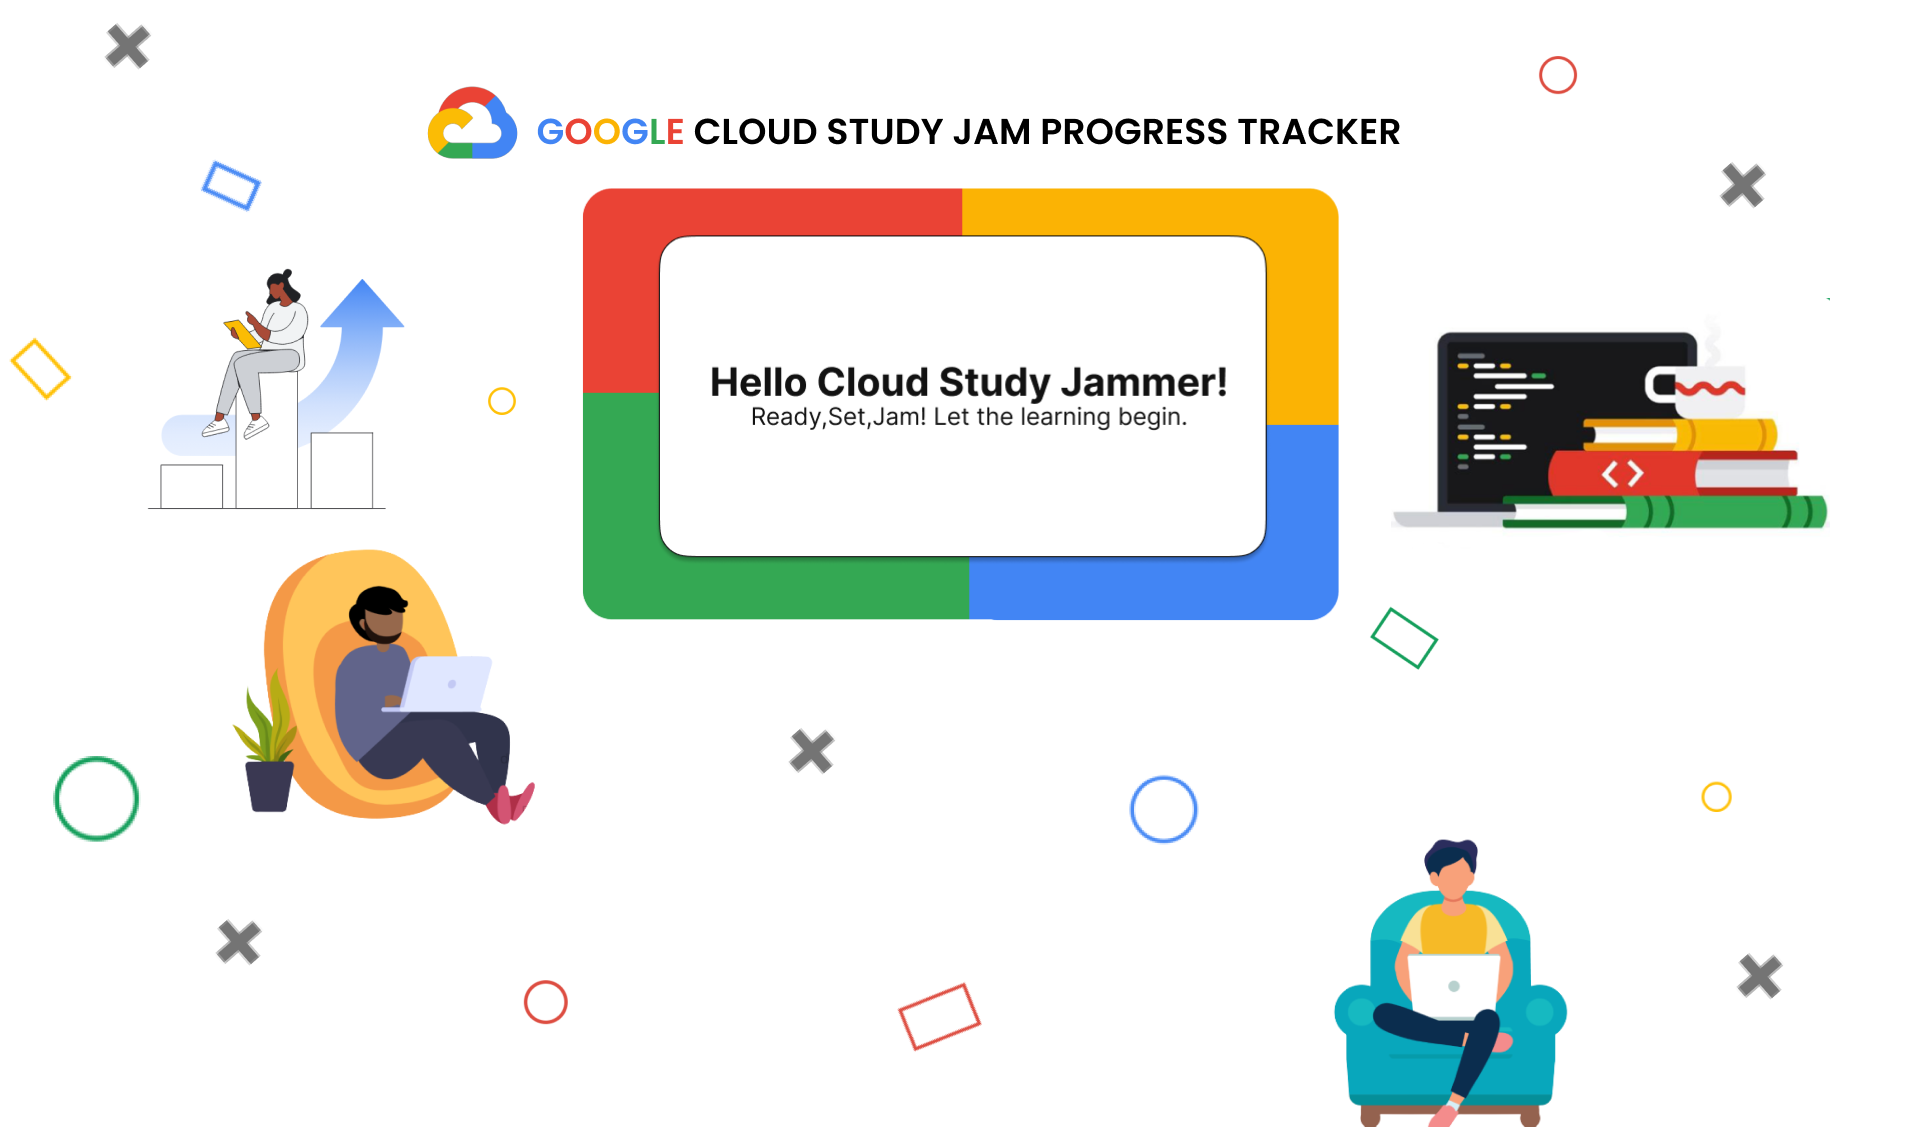 GOOGLE CLOUD STUDY JAM PROGRESS TRACKER
Hello Cloud Study Jammer!
Ready,Set,Jam! Let the learning begin.